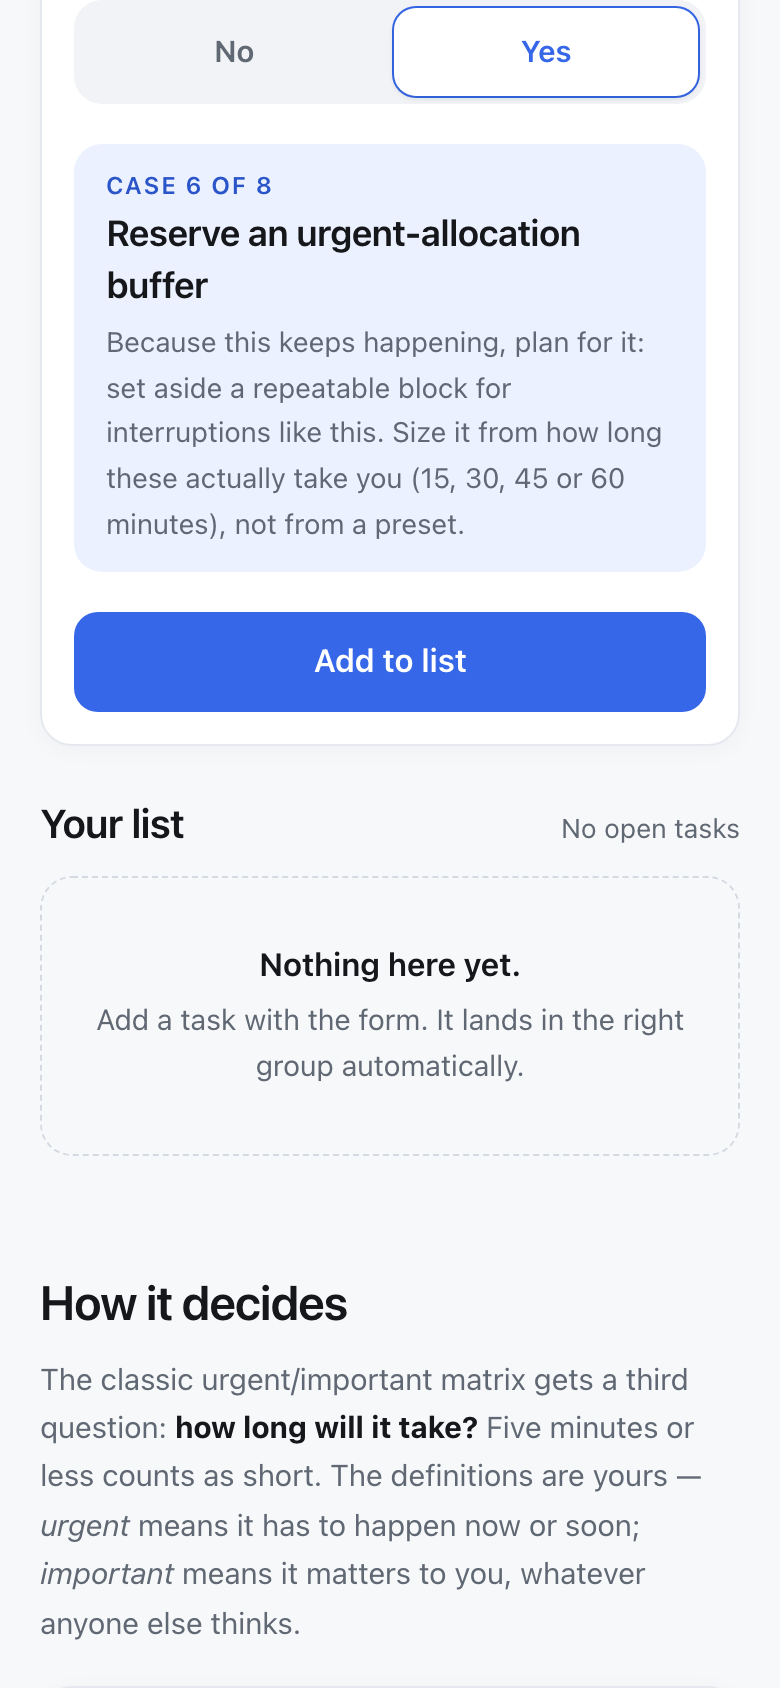 No
Yes
CASE 6 OF 8
Reserve an urgent-allocation
buffer
Because this keeps happening, plan for it:
set aside a repeatable block for
interruptions like this. Size it from how long
these actually take you (15, 30, 45 or 60
minutes), not from a preset.
Add to list
Your list
No open tasks
Nothing here yet.
Add a task with the form. It lands in the right
group automatically.
How it decides
The classic urgent/important matrix gets a third
question: how long will it take? Five minutes or
less counts as short. The definitions are yours —
urgent means it has to happen now or soon;
important means it matters to you, whatever
anyone else thinks.